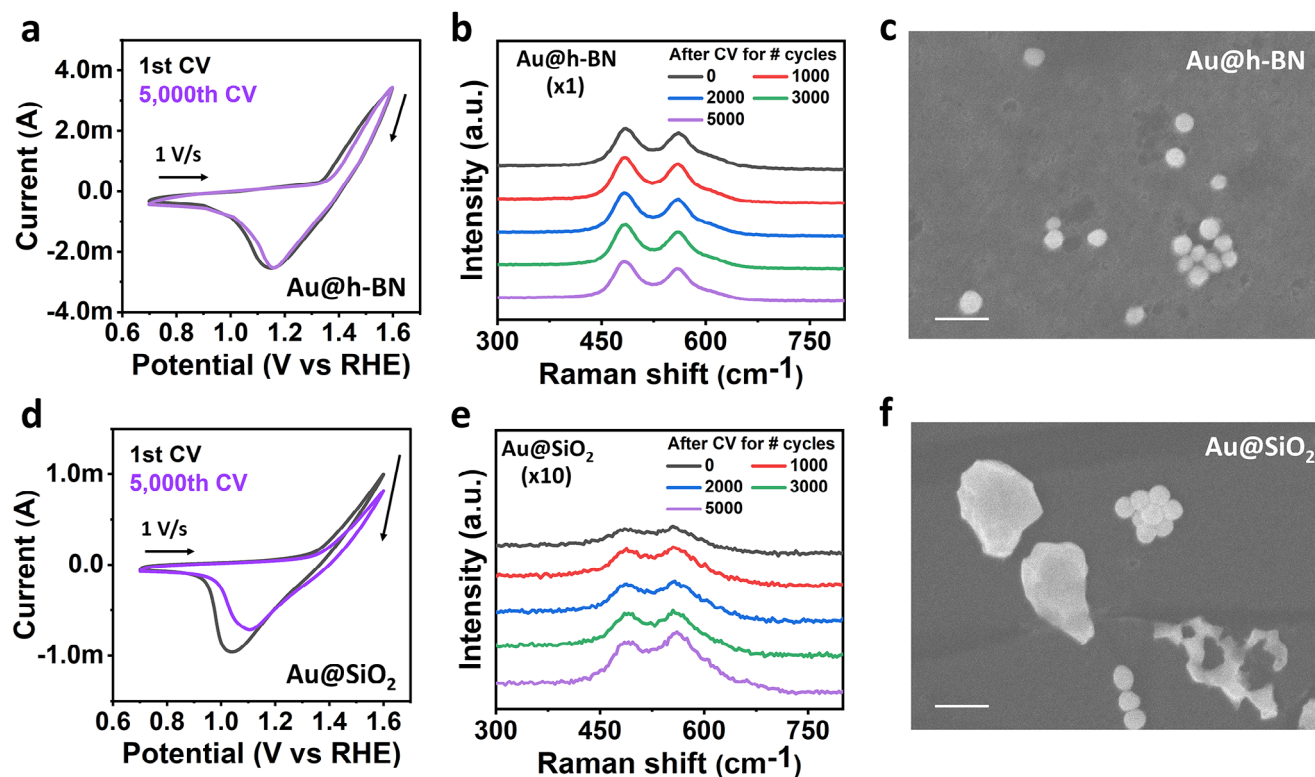 a
1st CV
5,000th CV
1 V/s
Au@h-BN
4.0m
2.0m
0.0
-2.0m
-4.0m
0.6 0.8 1.0 1.2 1.4 1.6
Current (A)
Potential (V vs RHE)
b
Au@h-BN
(x1)
After CV for # cycles
0 1000
2000 3000
5000
300 450 600 750
Intensity (a.u.)
Raman shift (cm-1)
c
Au@h-BN
d
1st CV
5,000th CV
1 V/s
Au@SiO2
1.0m
0.0
-1.0m
0.6 0.8 1.0 1.2 1.4 1.6
Current (A)
Potential (V vs RHE)
e
Au@SiO2
(x10)
After CV for # cycles
0 1000
2000 3000
5000
300 450 600 750
Intensity (a.u.)
Raman shift (cm-1)
f
Au@SiO2